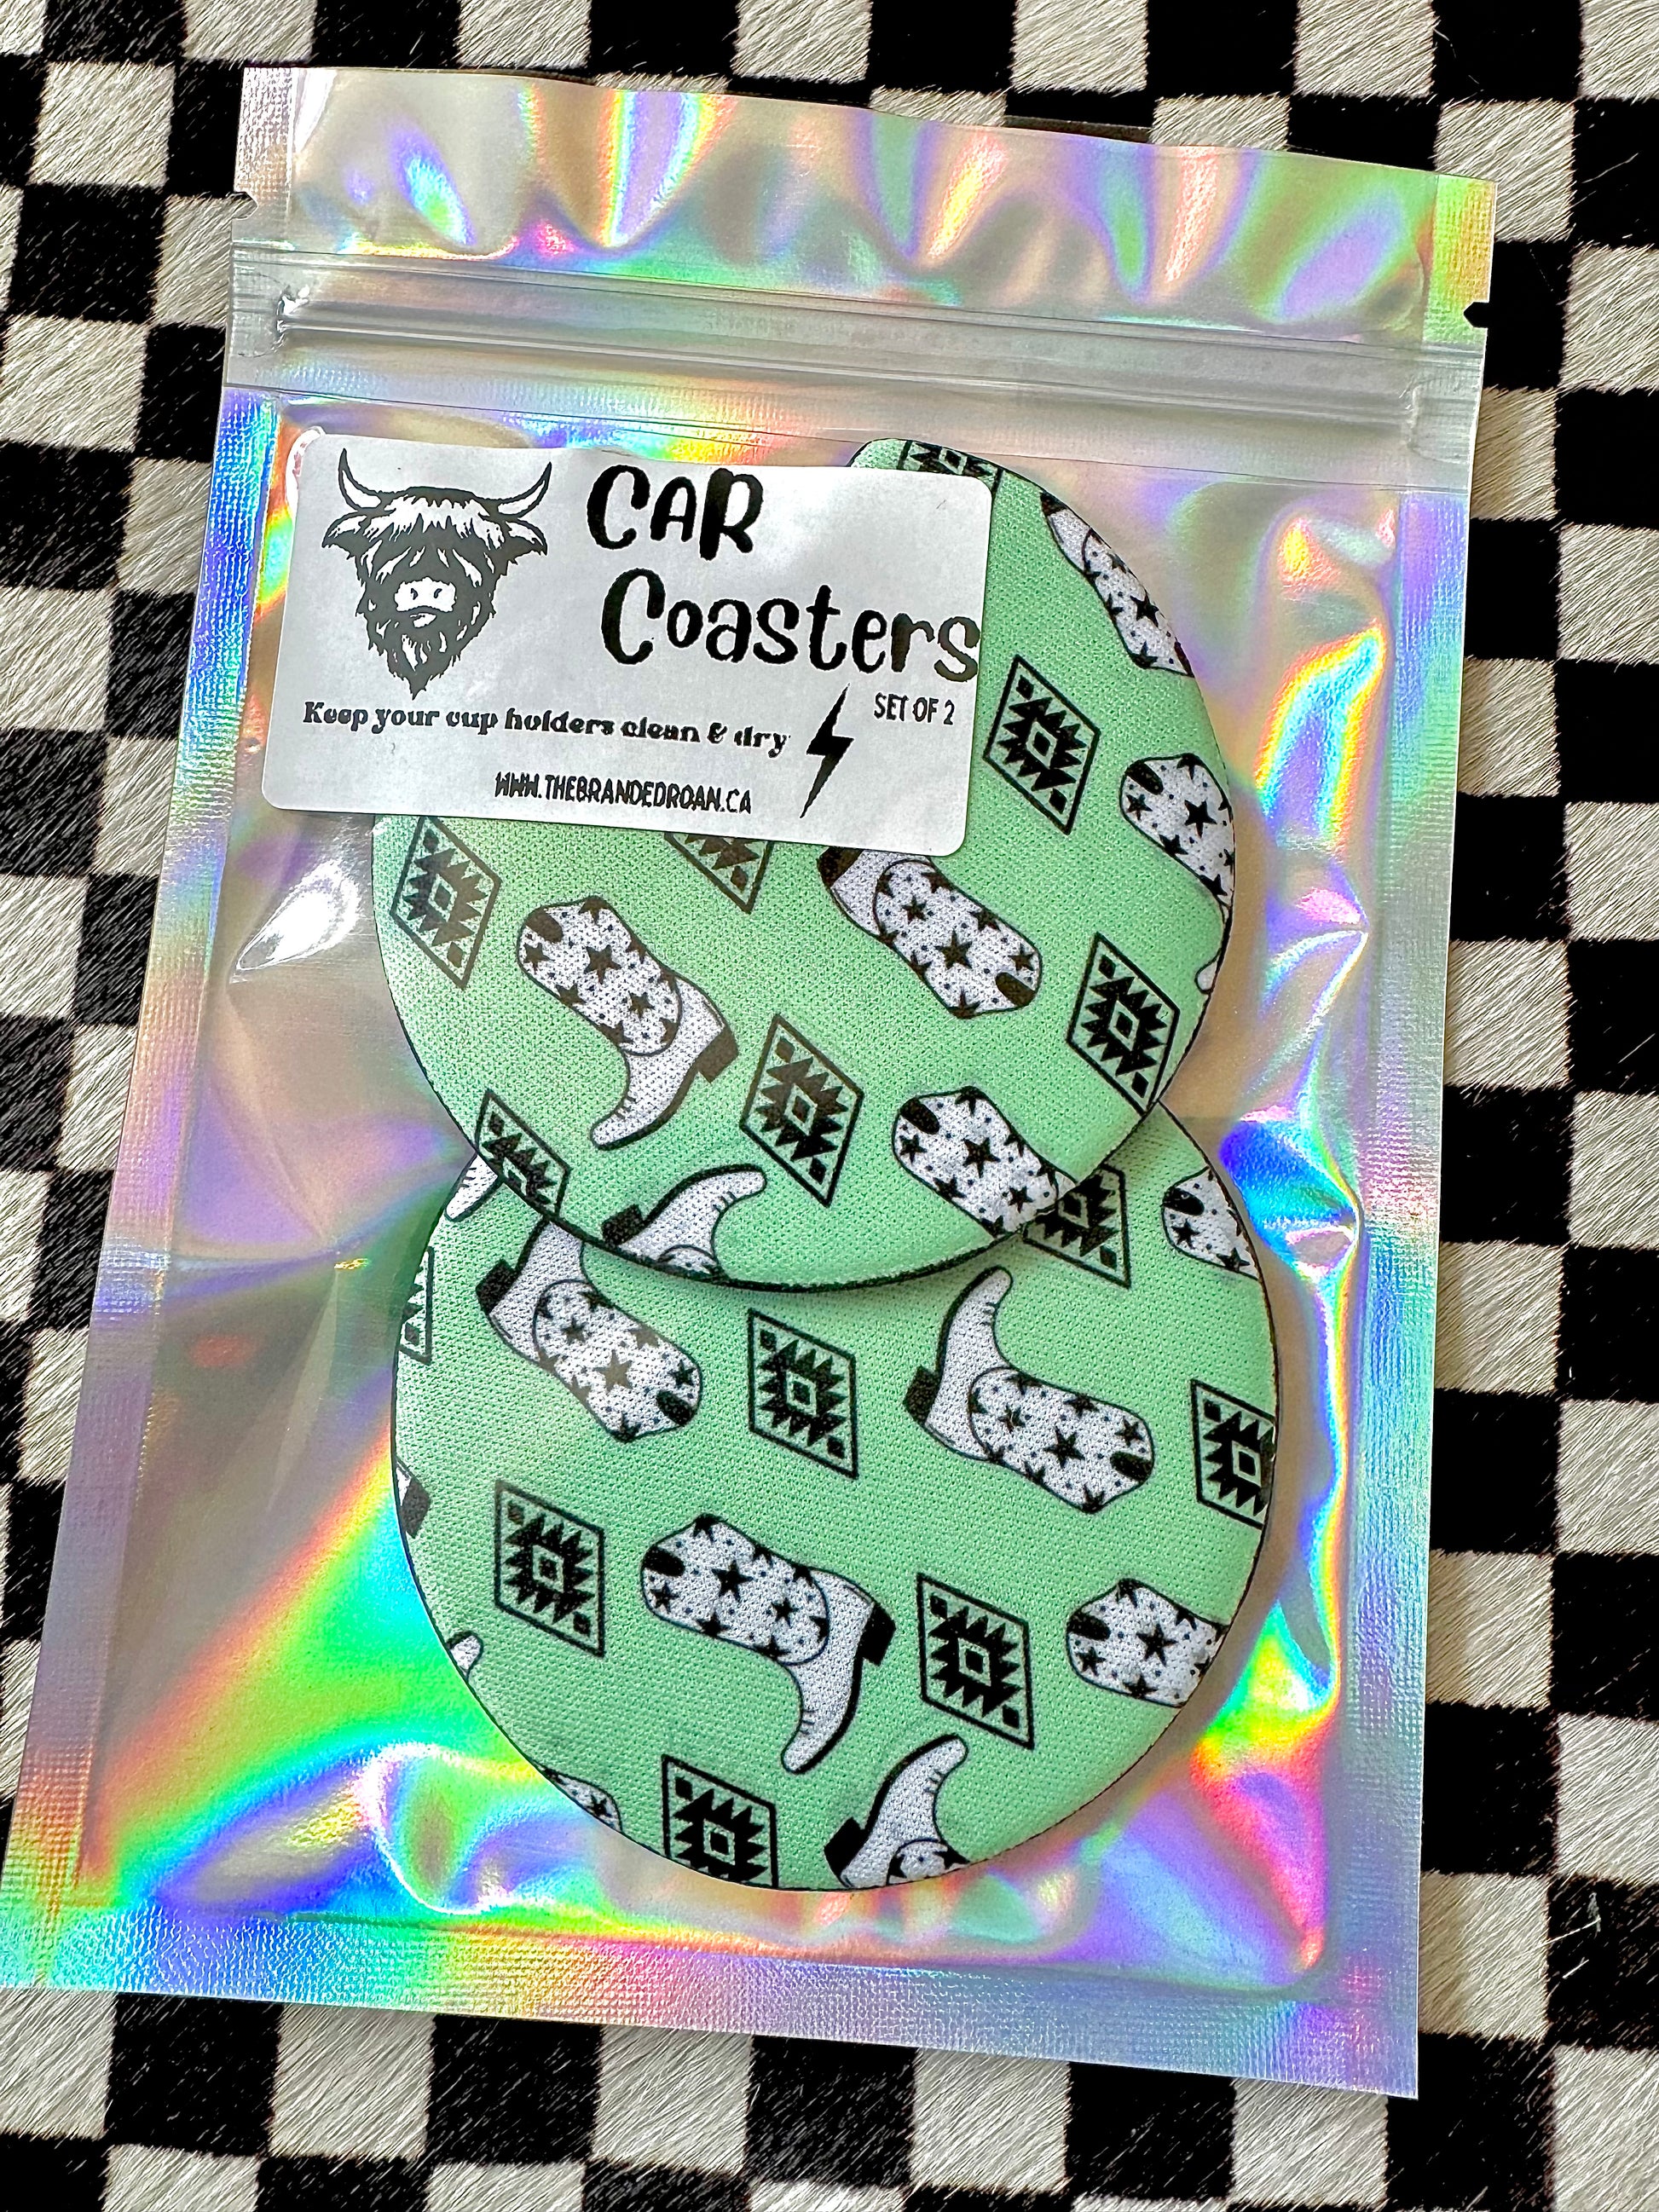 CAR
Coasters
SET OF 2
Keep your cup holders clean & dry
WWW.THEBRANDEDROAN.CA